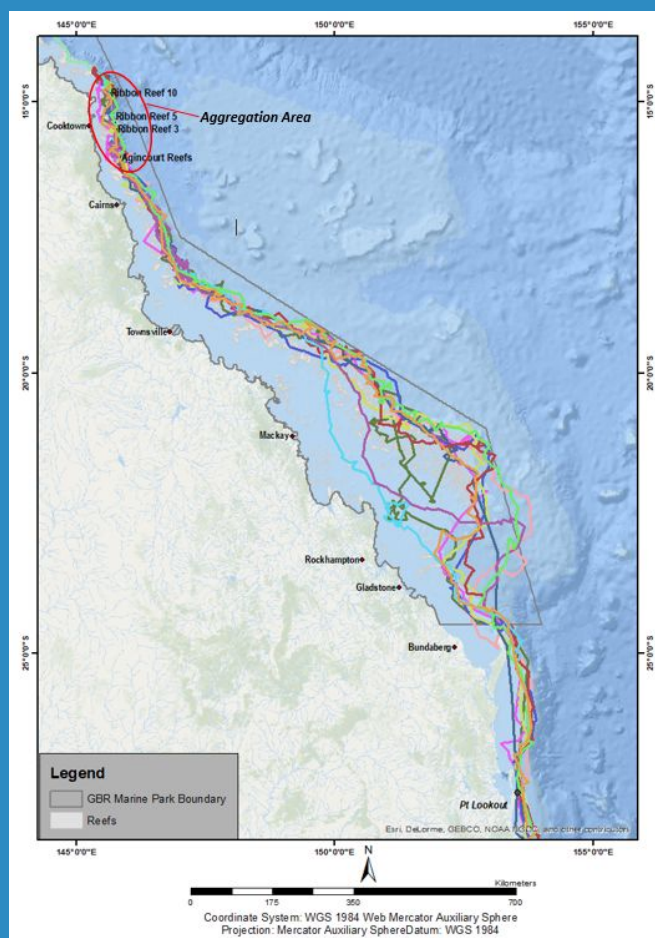 145°0'0"E 150°0'0"E 155°0'0"E
15°0'0"S 15°0'0"S
Ribbon Reef 10
Ribbon Reef 5
Aggregation Area
Cooktown
Ribbon Reef 3
Agincourt Reefs
Cairns
Townsville
20°0'0"S 20°0'0"S
Mackay
Rockhampton
Gladstone
Bundaberg
25°0'0"S 25°0'0"S
Legend
GBR Marine Park Boundary
Reefs
Pt Lookout
Esri, DeLorme, GEBCO, NOAA NGDC, and other contributors
145°0'0"E 150°0'0"E 155°0'0"E
N
Kilometers
0 175 350 700
Coordinate System: WGS 1984 Web Mercator Auxiliary Sphere
Projection: Mercator Auxiliary SphereDatum: WGS 1984